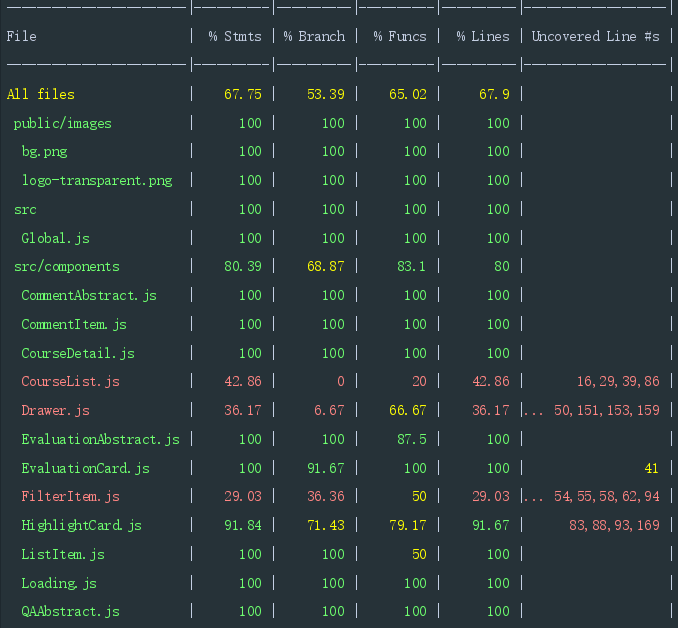 --------------------|----------|----------|----------|----------|----------------|
File | % Stmts | % Branch | % Funcs | % Lines |Uncovered Line #s |
--------------------|----------|----------|----------|----------|----------------|
All files | 67.75 | 53.39 | 65.02 | 67.9 | |
public/images | 100 | 100 | 100 | 100 | |
bg.png | 100 | 100 | 100 | 100 | |
logo-transparent.png | 100 | 100 | 100 | 100 | |
src | 100 | 100 | 100 | 100 | |
Global.js | 100 | 100 | 100 | 100 | |
src/components | 80.39 | 68.87 | 83.1 | 80 | |
CommentAbstract.js | 100 | 100 | 100 | 100 | |
CommentItem.js | 100 | 100 | 100 | 100 | |
CourseDetail.js | 100 | 100 | 100 | 100 | |
CourseList.js | 42.86 | 0 | 20 | 42.86 | 16,29,39,86 |
Drawer.js | 36.17 | 6.67 | 66.67 | 36.17 |... 50,151,153,159 |
EvaluationAbstract.js | 100 | 100 | 87.5 | 100 | |
EvaluationCard.js | 100 | 91.67 | 100 | 100 | 41 |
FilterItem.js | 29.03 | 36.36 | 50 | 29.03 |... 54,55,58,62,94 |
HighlightCard.js | 91.84 | 71.43 | 79.17 | 91.67 | 83,88,93,169 |
ListItem.js | 100 | 100 | 50 | 100 | |
Loading.js | 100 | 100 | 100 | 100 | |
QAAbstract.js | 100 | 100 | 100 | 100 | |